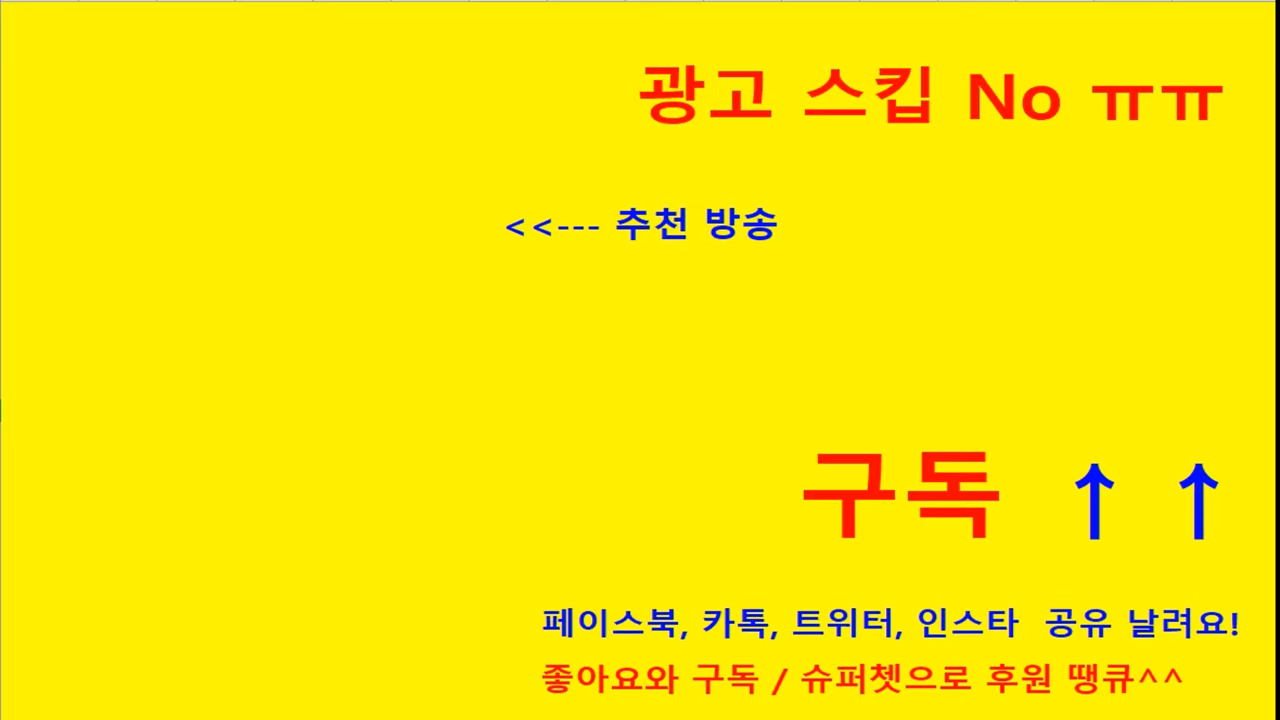 광고 스킵 No ㅠㅠ
<<--- 추천 방송
구독 ↑ ↑
페이스북, 카톡, 트위터, 인스타 공유 날려요!
좋아요와 구독 / 슈퍼쳇으로 후원 땡큐^^